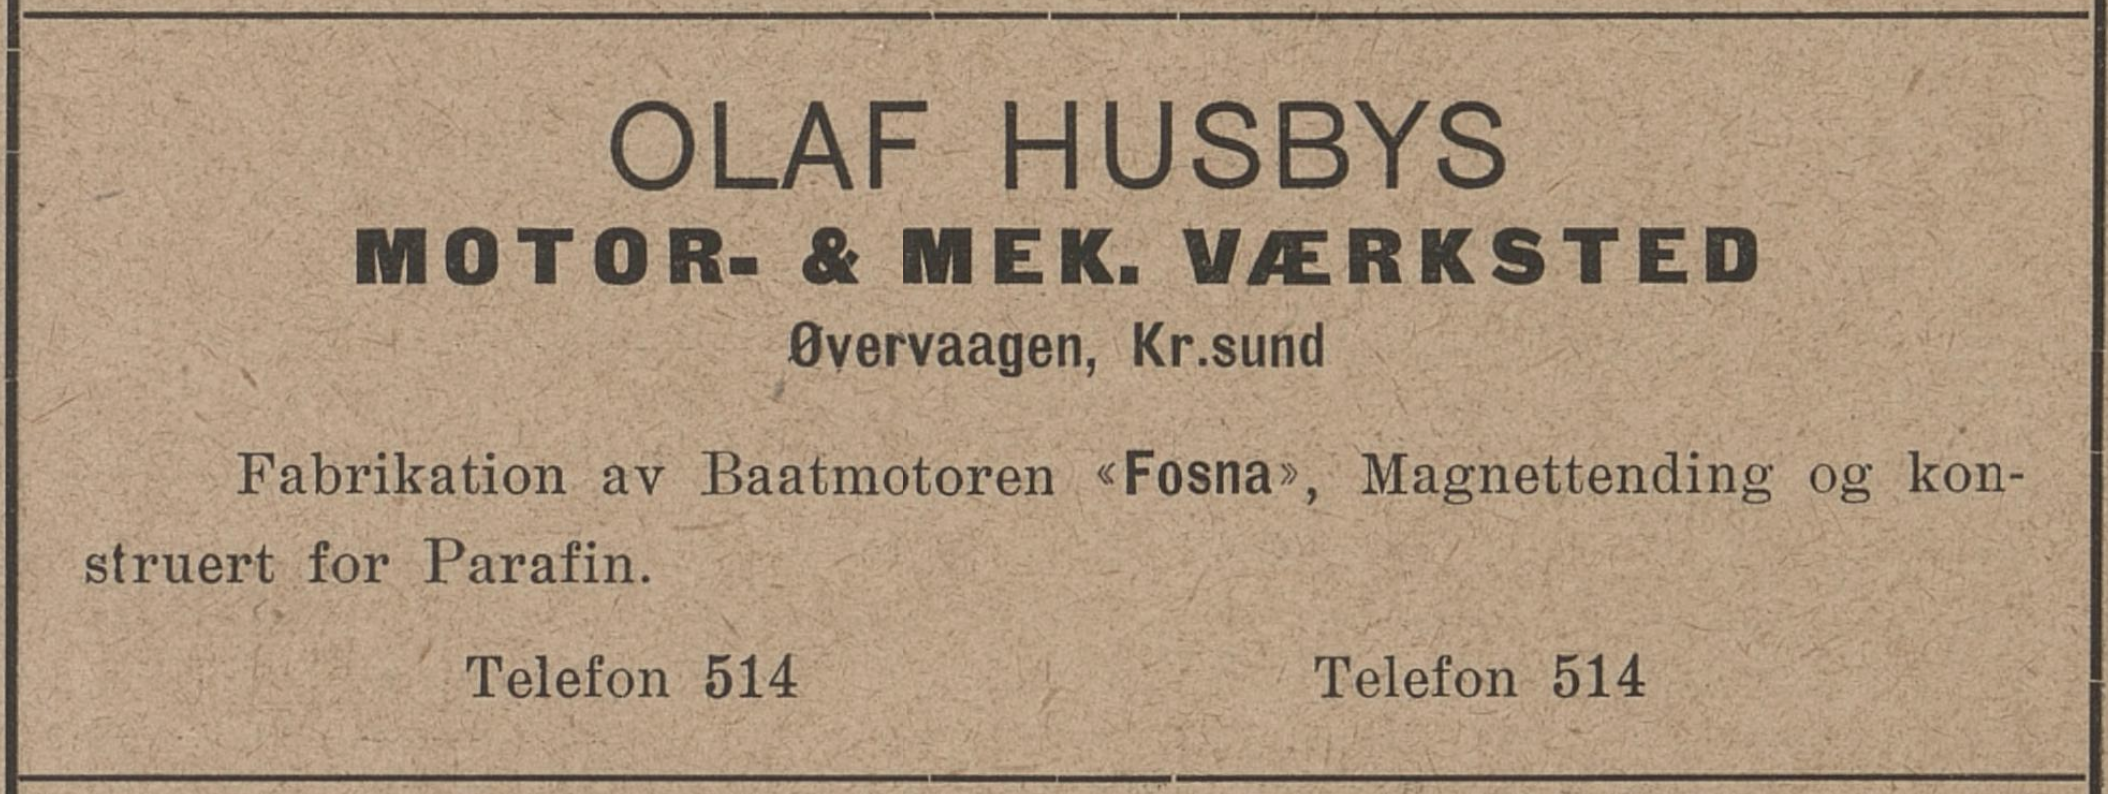 OLAF HUSBYS
MOTOR- & MEK. VÆRKSTED
Øvervaagen, Kr.sund
Fabrikation av Baatmotoren «Fosna», Magnettending og kon-
struert for Parafin.
Telefon 514 Telefon 514